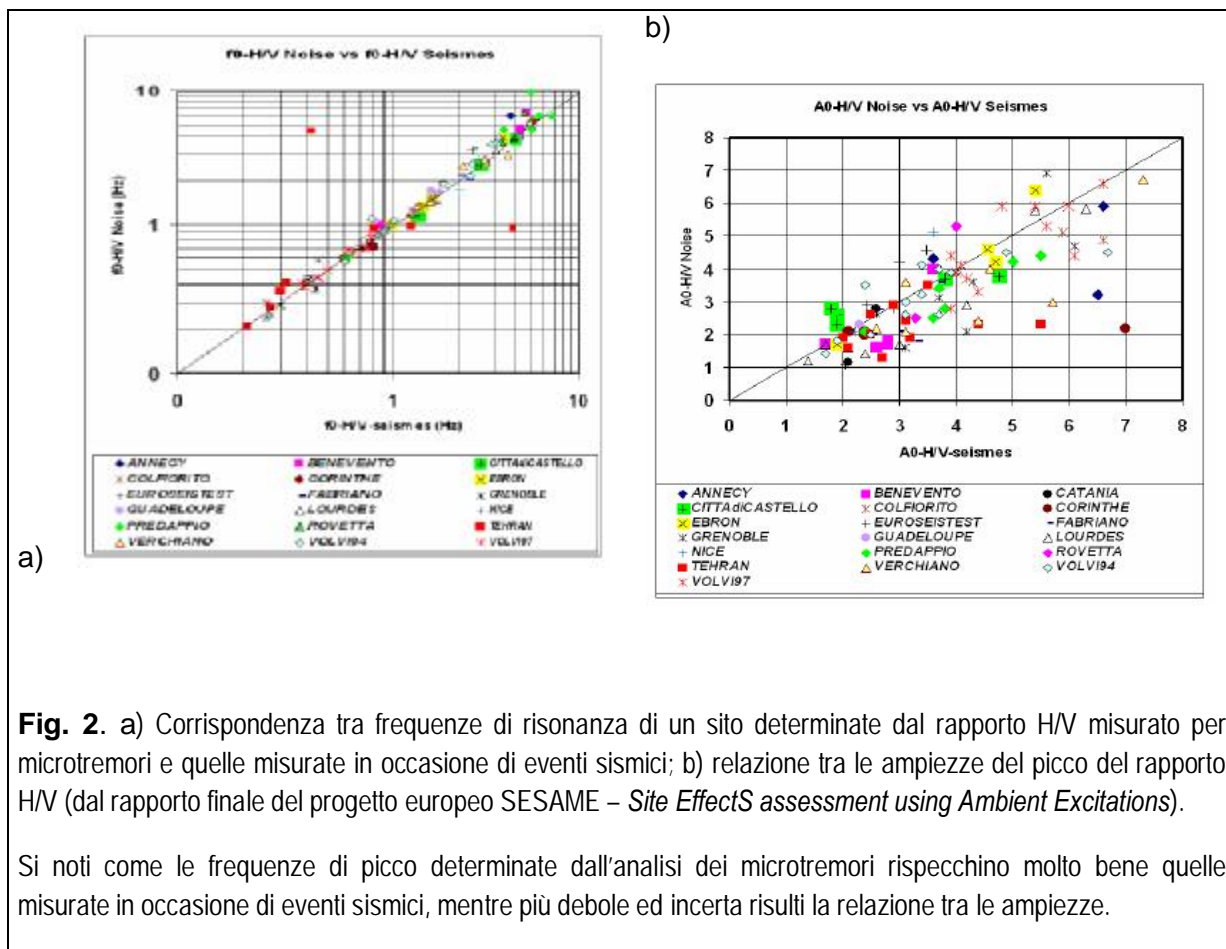 a)
f0-H/V Noise vs f0-H/V Seismes
f0-H/V Noise (Hz)
10
1
0
0 1 10
f0-H/V-seismes (Hz)
ANNECY BENEVENTO CITTAdiCASTELLO
COLFIORITO CORINTHE EBRON
EUROSEISTEST FABRIANO GRENOBLE
GUADELOUPE LOURDES NICE
PREDAPPIO ROVETTA TEHRAN
VERCHIANO VOLVI94 VOLVI97
b)
A0-H/V Noise vs A0-H/V Seismes
A0-H/V Noise
8
7
6
5
4
3
2
1
0
0 1 2 3 4 5 6 7 8
A0-H/V-seismes
ANNECY BENEVENTO CATANIA
CITTAdiCASTELLO COLFIORITO CORINTHE
EBRON EUROSEISTEST FABRIANO
GRENOBLE GUADELOUPE LOURDES
NICE PREDAPPIO ROVETTA
TEHRAN VERCHIANO VOLVI94
VOLVI97
Fig. 2. a) Corrispondenza tra frequenze di risonanza di un sito determinate dal rapporto H/V misurato per
microtremori e quelle misurate in occasione di eventi sismici; b) relazione tra le ampiezze del picco del rapporto
H/V (dal rapporto finale del progetto europeo SESAME – Site EffectS assessment using Ambient Excitations).
Si noti come le frequenze di picco determinate dall'analisi dei microtremori rispecchino molto bene quelle
misurate in occasione di eventi sismici, mentre più debole ed incerta risulti la relazione tra le ampiezze.